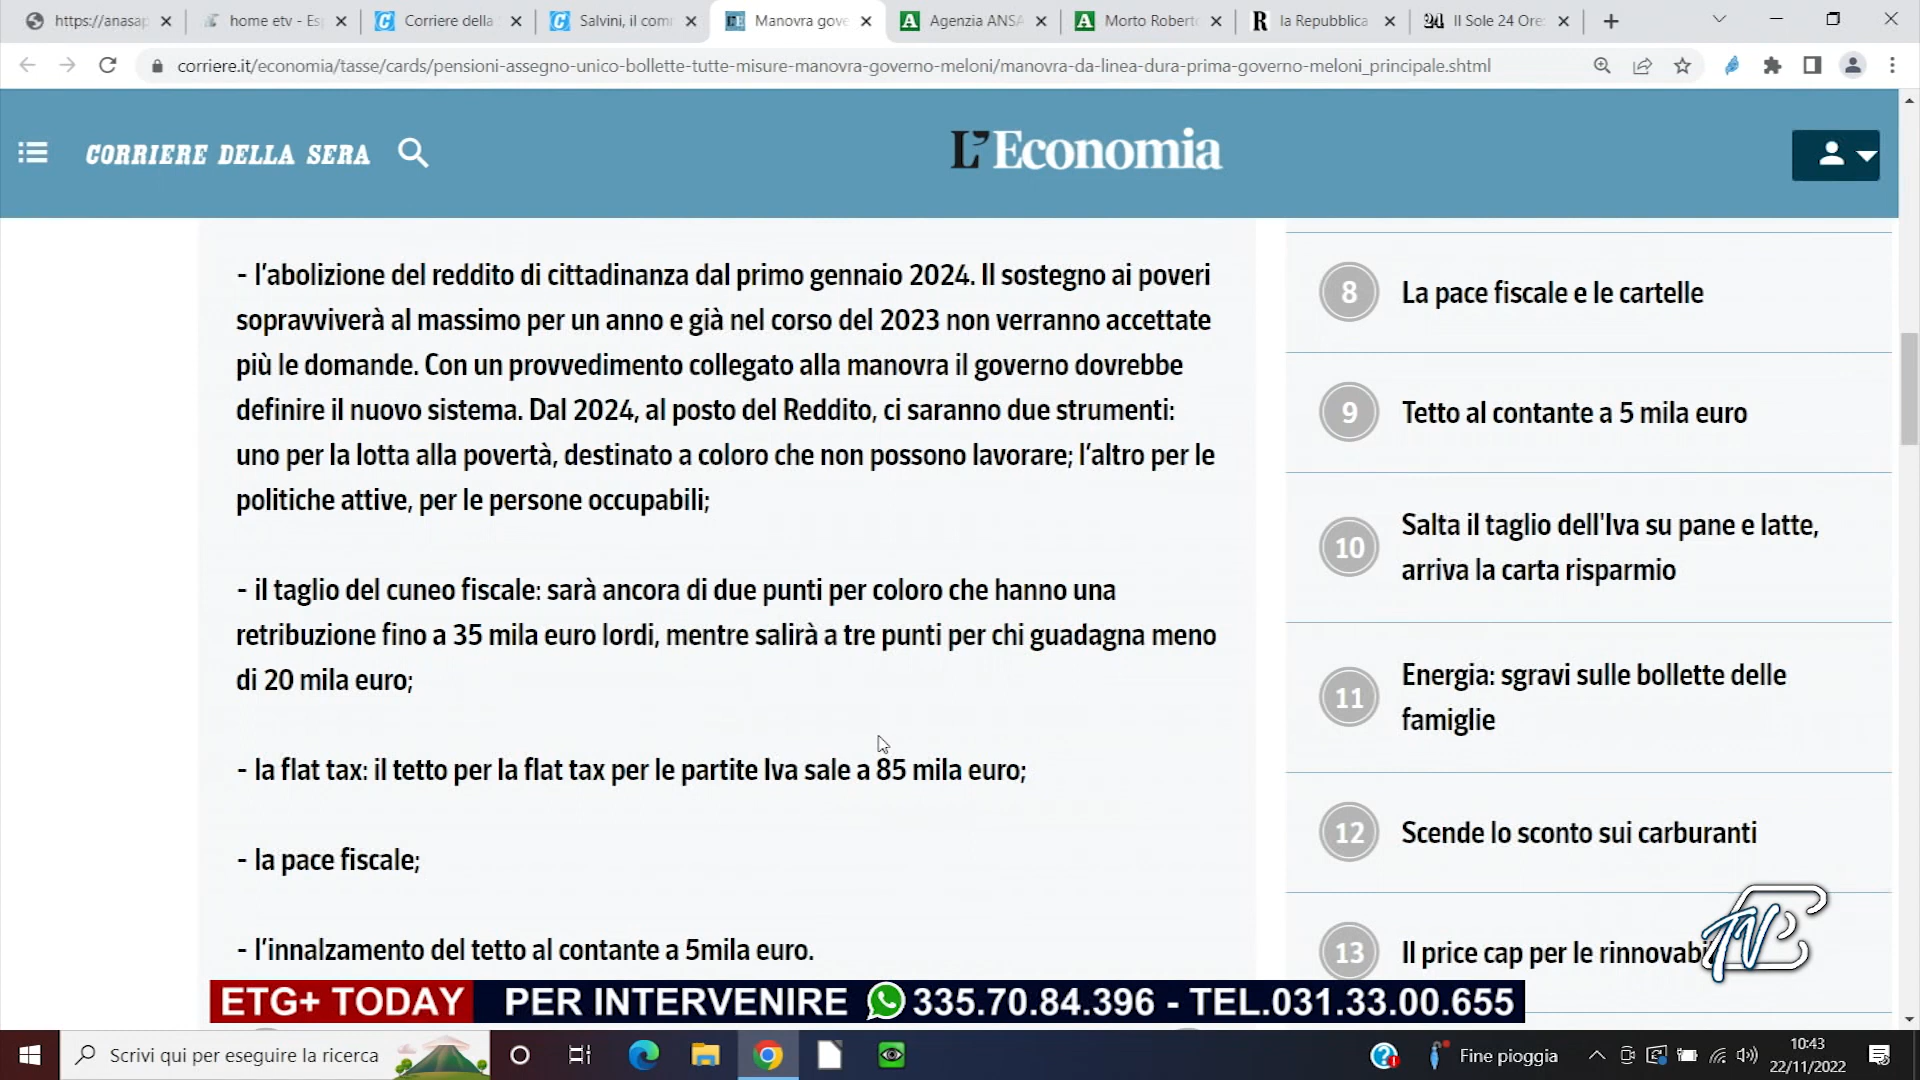 https://anasap
home etv - Esp
Corriere della
Salvini, il com
Manovra gove
Agenzia ANSA
Morto Roberto
la Repubblica
Il Sole 24 Ore:
corriere.it/economia/tasse/cards/pensioni-assegno-unico-bollette-tutte-misure-manovra-governo-meloni/manovra-da-linea-dura-prima-governo-meloni_principale.shtml
CORRIERE DELLA SERA
L'Economia
- l'abolizione del reddito di cittadinanza dal primo gennaio 2024. Il sostegno ai poveri
sopravviverà al massimo per un anno e già nel corso del 2023 non verranno accettate
più le domande. Con un provvedimento collegato alla manovra il governo dovrebbe
definire il nuovo sistema. Dal 2024, al posto del Reddito, ci saranno due strumenti:
uno per la lotta alla povertà, destinato a coloro che non possono lavorare; l'altro per le
politiche attive, per le persone occupabili;
- il taglio del cuneo fiscale: sarà ancora di due punti per coloro che hanno una
retribuzione fino a 35 mila euro lordi, mentre salirà a tre punti per chi guadagna meno
di 20 mila euro;
- la flat tax: il tetto per la flat tax per le partite Iva sale a 85 mila euro;
- la pace fiscale;
- l'innalzamento del tetto al contante a 5mila euro.
8 La pace fiscale e le cartelle
9 Tetto al contante a 5 mila euro
10 Salta il taglio dell'Iva su pane e latte,
arriva la carta risparmio
11 Energia: sgravi sulle bollette delle
famiglie
12 Scende lo sconto sui carburanti
13 Il price cap per le rinnovabi
ETG+ TODAY PER INTERVENIRE 335.70.84.396 - TEL.031.33.00.655
Scrivi qui per eseguire la ricerca
Fine pioggia
10:43
22/11/2022